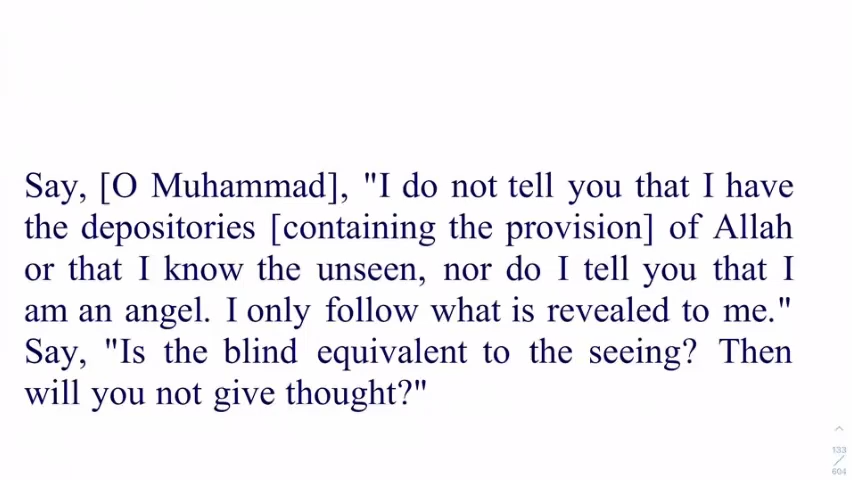 Say, [O Muhammad], "I do not tell you that I have
the depositories [containing the provision] of Allah
or that I know the unseen, nor do I tell you that I
am an angel. I only follow what is revealed to me."
Say, "Is the blind equivalent to the seeing? Then
will you not give thought?"
133
/
604